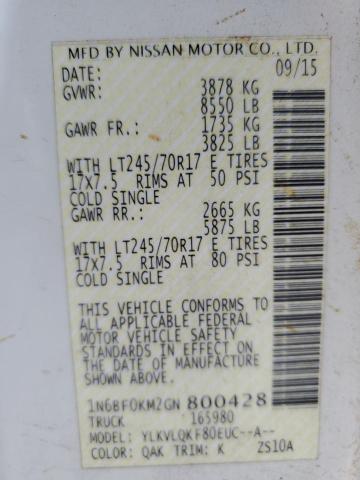 MFD BY NISSAN MOTOR CO., LTD.
DATE: 09/15
GVWR: 3878 KG
8550 LB
GAWR FR.: 1735 KG
3825 LB
WITH LT245/70R17 E TIRES
17X7.5 RIMS AT 50 PSI
COLD SINGLE
GAWR RR.: 2665 KG
5875 LB
WITH LT245/70R17 E TIRES
17X7.5 RIMS AT 80 PSI
COLD SINGLE
THIS VEHICLE CONFORMS TO
ALL APPLICABLE FEDERAL
MOTOR VEHICLE SAFETY
STANDARDS IN EFFECT ON
THE DATE OF MANUFACTURE
SHOWN ABOVE.
1N6BF0KM2GN 800428
TRUCK 165980
MODEL: YLKVLQKF80EUC--A--
COLOR: QAK TRIM: K ZS10A